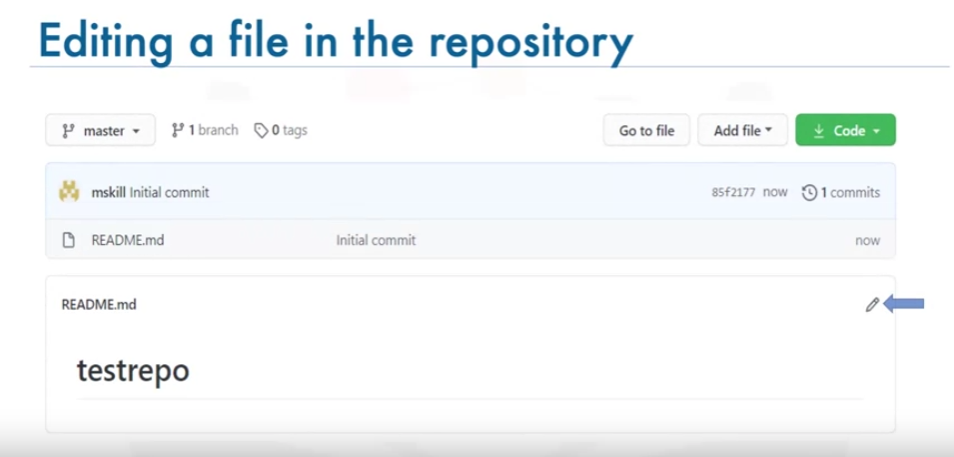 Editing a file in the repository
master 1 branch 0 tags Go to file Add file Code
mskill Initial commit 85f2177 now 1 commits
README.md Initial commit now
README.md
testrepo